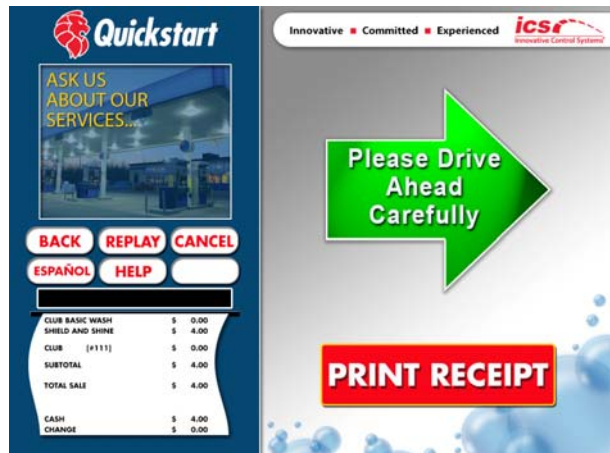 Quickstart
ASK US
ABOUT OUR
SERVICES...
BACK REPLAY CANCEL
ESPAÑOL HELP
CLUB BASIC WASH $ 0.00
SHIELD AND SHINE $ 4.00
CLUB [#111] $ 0.00
SUBTOTAL $ 4.00
TOTAL SALE $ 4.00
CASH $ 4.00
CHANGE $ 0.00
Innovative ■ Committed ■ Experienced
ics
Innovative Control Systems
Please Drive
Ahead
Carefully
PRINT RECEIPT